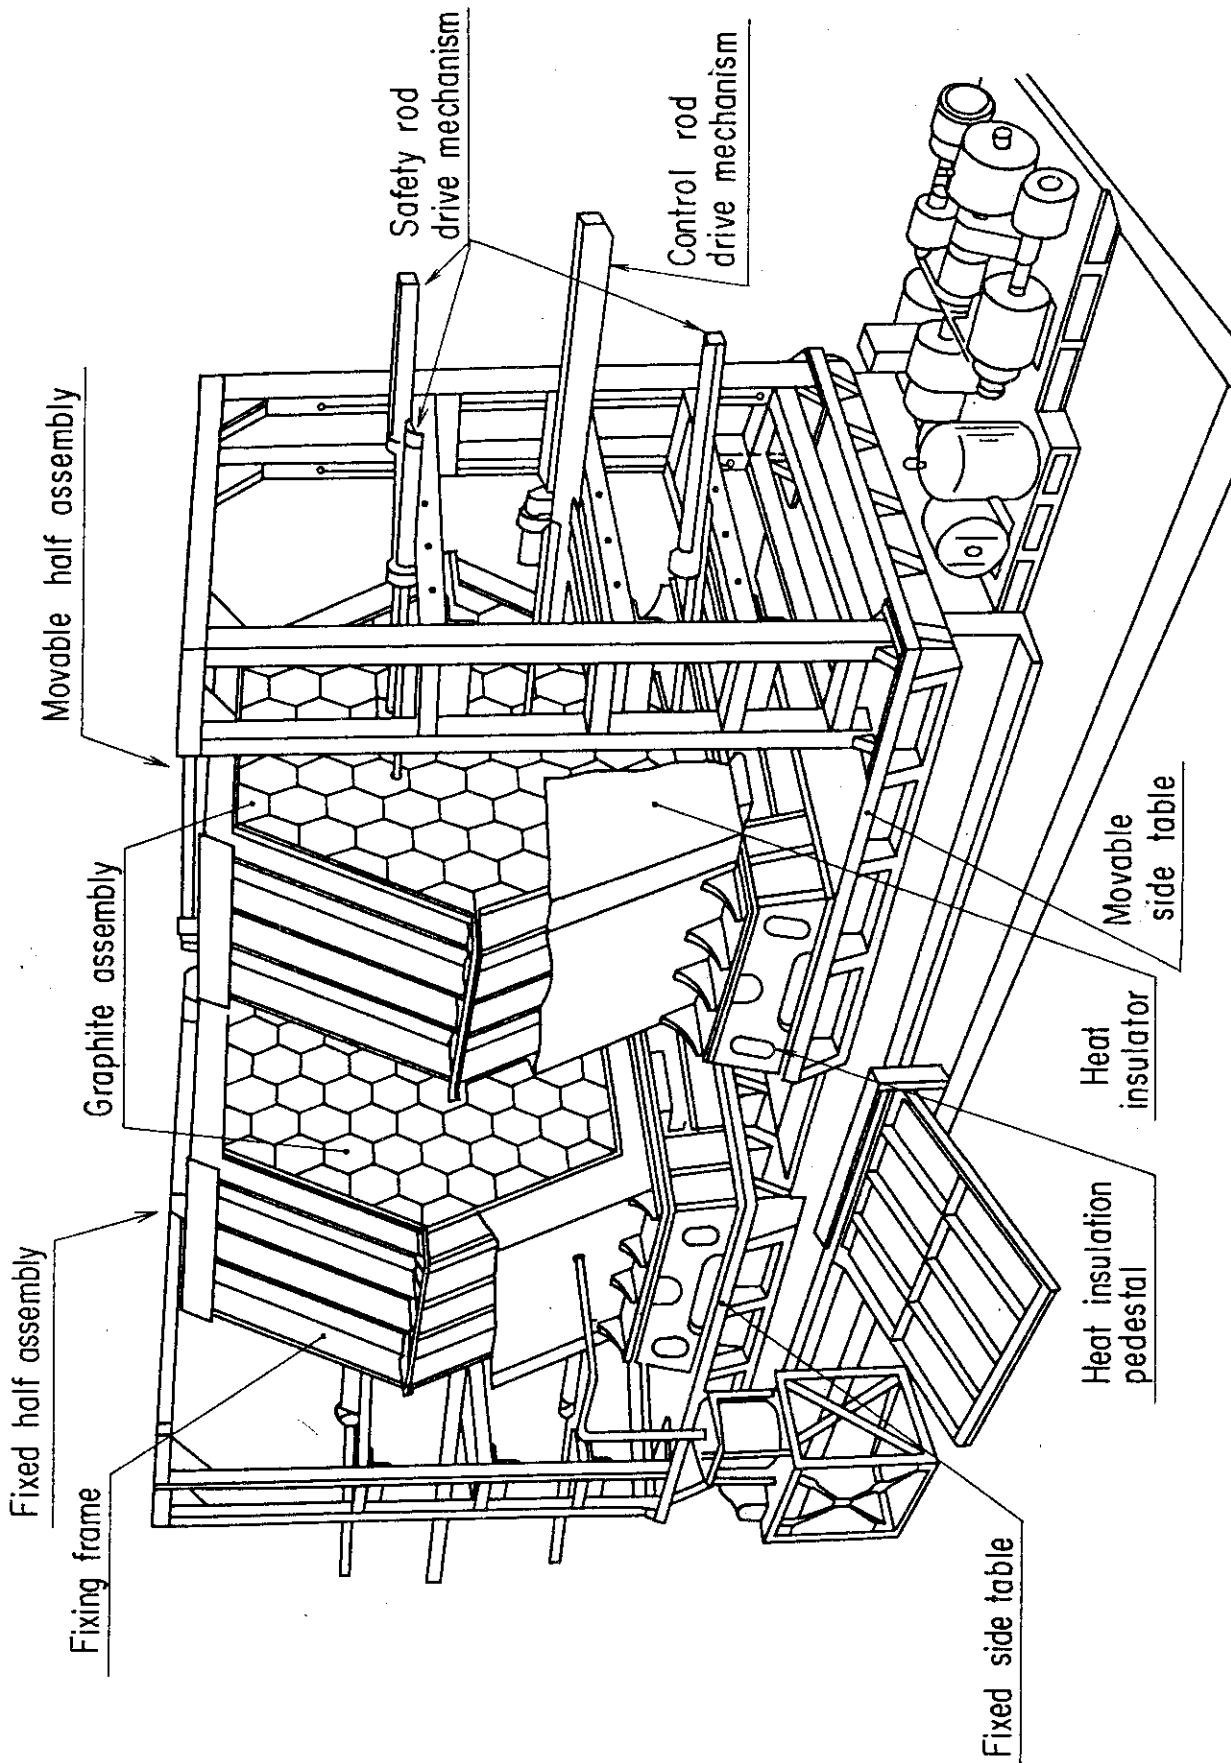 Fixed half assembly
Movable half assembly
Fixing frame
Graphite assembly
Safety rod
drive mechanism
Control rod
drive mechanism
Fixed side table
Heat insulation
pedestal
Heat
insulator
Movable
side table